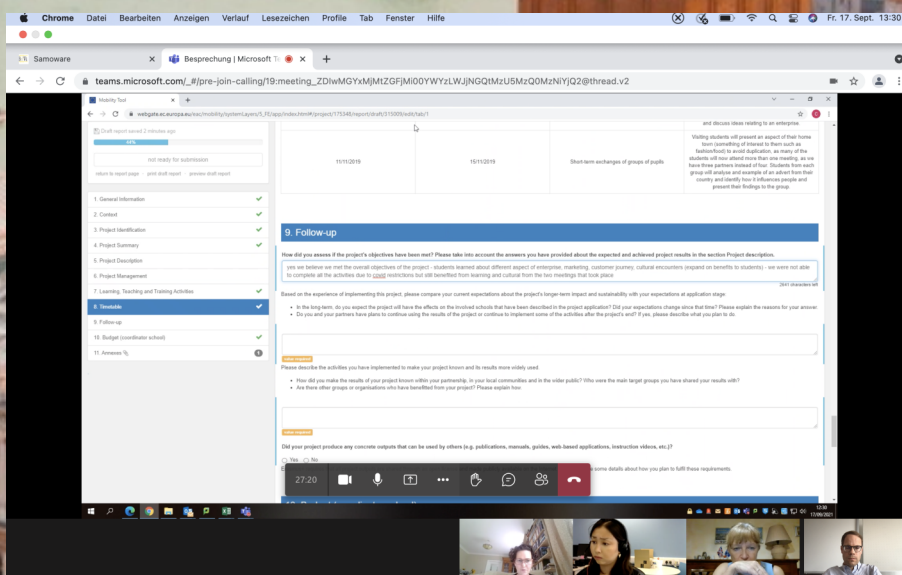 Chrome Datei Bearbeiten Anzeigen Verlauf Lesezeichen Profile Tab Fenster Hilfe
Fr. 17. Sept. 13:30
Samoware
Besprechung | Microsoft Te
teams.microsoft.com/_#/pre-join-calling/19:meeting_ZDIwMGYxMjMtZGFjMi00YWYzLWJjNGQtMzU5MzQ0MzNiYjQ2@thread.v2
Mobility Tool
Draft report saved 2 minutes ago
not ready for submission
return to report page - print draft report - preview draft report
1. General Information
2. Context
3. Project Identification
4. Project Summary
5. Project Description
6. Project Management
7. Learning, Teaching and Training Activities
8. Timetable
9. Follow-up
10. Budget (coordinator school)
11. Annexes
and discuss ideas relating to an enterprise.
11/11/2019
15/11/2019
Short-term exchanges of groups of pupils
Visiting students will present an aspect of their home
town (something of interest to them such as
fashion/food) to avoid duplication, as many of the
students will now attend more than one meeting, as we
have three partners instead of four. Students from each
group will analyse and example of an advert from their
country and identify how it influences people and
present their findings to the group
9. Follow-up
How did you assess if the project's objectives have been met? Please take into account the answers you have provided about the expected and achieved project results in the section Project description.
yes we believe we met the overall objectives of the project - students learned about different aspect of enterprise, marketing, customer journey, cultural encounters (expand on benefits to students) - we were not able
to complete all the activities due to covid restrictions but still benefited from learning and cultural from the two meetings that took place
2641 characters left
Based on the experience of implementing this project, please compare your current expectations about the project's longer-term impact and sustainability with your expectations at application stage:
In the long-term, do you expect the project will have the effects on the involved schools that have been described in the project application? Did your expectations change since that time? Please explain the reasons for your answer.
Do you and your partners have plans to continue using the results of the project or continue to implement some of the activities after the project's end? If yes, please describe what you plan to do.
value required
Please describe the activities you have implemented to make your project known and its results more widely used.
How did you make the results of your project known within your partnership, in your local communities and in the wider public? Who were the main target groups you have shared your results with?
Are there other groups or organisations who have benefitted from your project? Please explain how.
value required
Did your project produce any concrete outputs that can be used by others (e.g. publications, manuals, guides, web-based applications, instruction videos, etc.)?
Yes No
some details about how you plan to fulfil these requirements.
27:20
12:30
17/09/2021